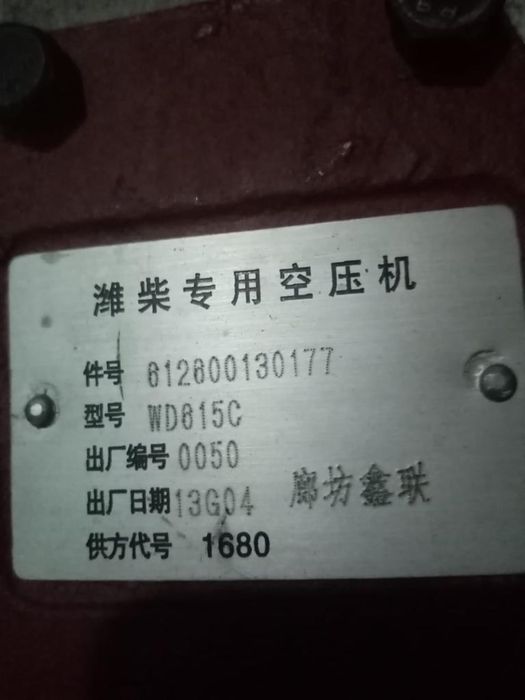 潍柴专用空压机
件号 612600130177
型号 WD615C
出厂编号 0050
出厂日期 13G04 廊坊鑫联
供方代号 1680